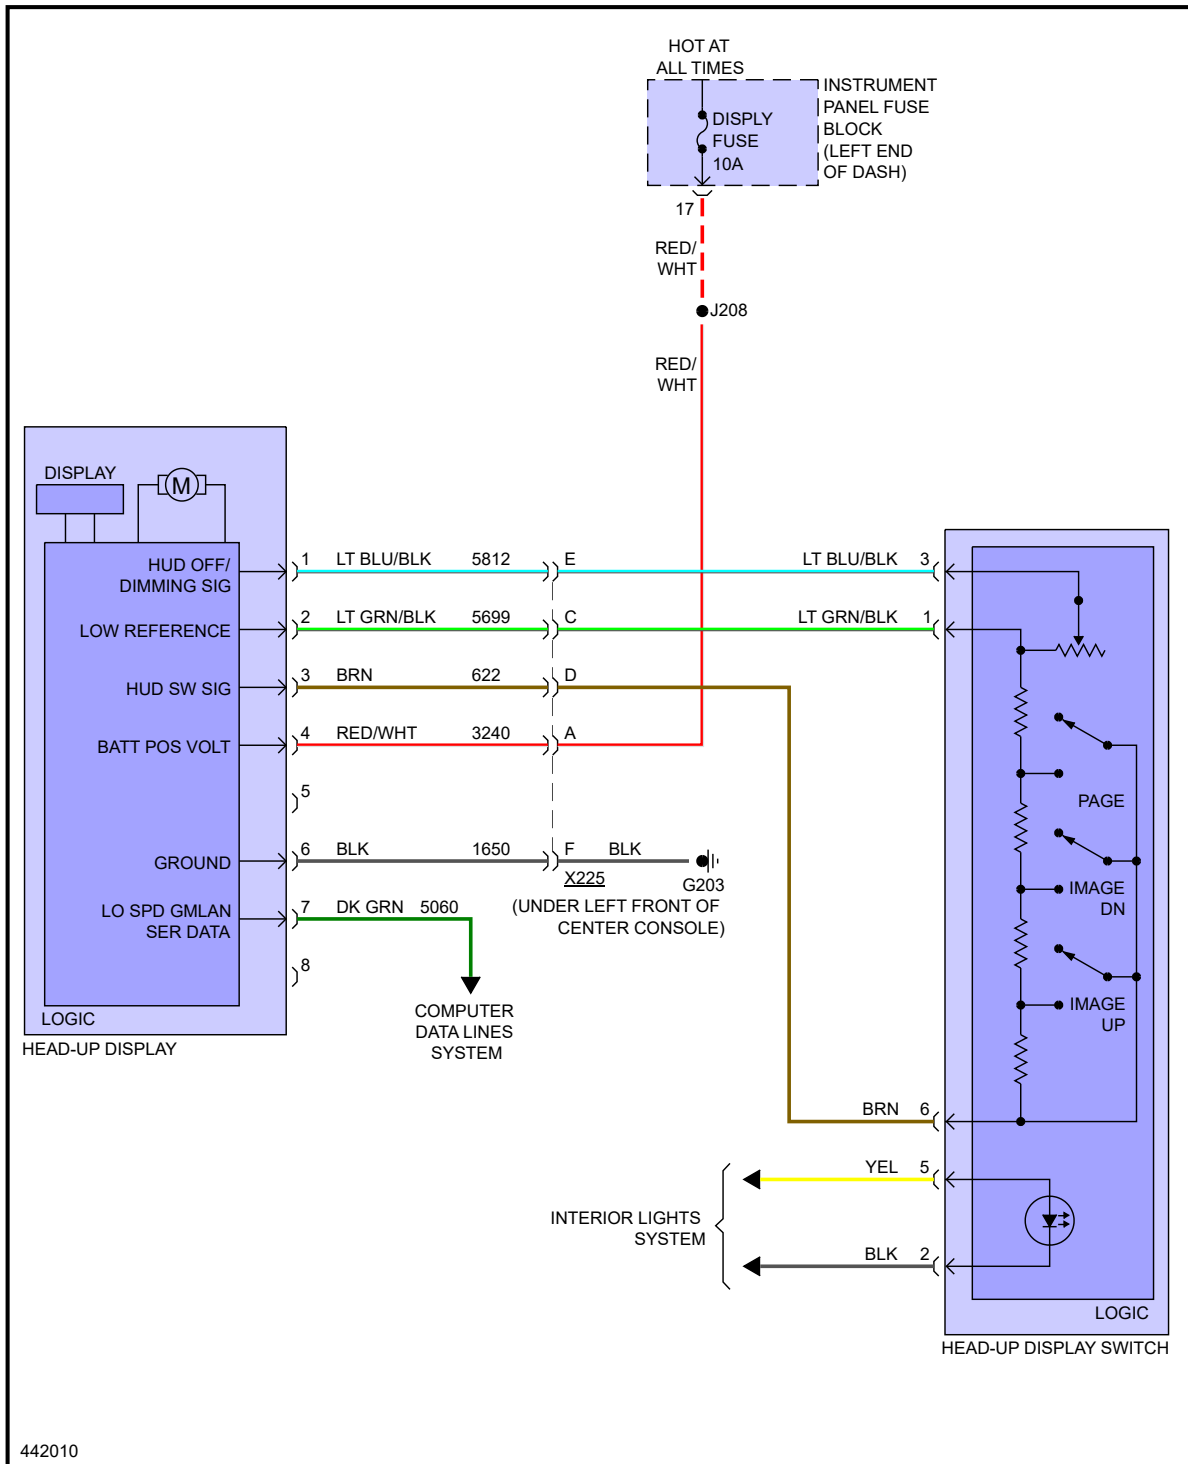 HOT AT
ALL TIMES
INSTRUMENT
PANEL FUSE
BLOCK
(LEFT END
OF DASH)
DISPLY
FUSE
10A
17
RED/
WHT
J208
RED/
WHT
DISPLAY
M
HUD OFF/
DIMMING SIG
1 LT BLU/BLK 5812 E LT BLU/BLK 3
LOW REFERENCE 2 LT GRN/BLK 5699 C LT GRN/BLK 1
HUD SW SIG 3 BRN 622 D
BATT POS VOLT 4 RED/WHT 3240 A
5
GROUND 6 BLK 1650 F BLK
X225
G203
(UNDER LEFT FRONT OF
CENTER CONSOLE)
LO SPD GMLAN
SER DATA
7 DK GRN 5060
8
LOGIC
HEAD-UP DISPLAY
COMPUTER
DATA LINES
SYSTEM
PAGE
IMAGE
DN
IMAGE
UP
BRN 6
YEL 5
INTERIOR LIGHTS
SYSTEM
BLK 2
LOGIC
HEAD-UP DISPLAY SWITCH
442010